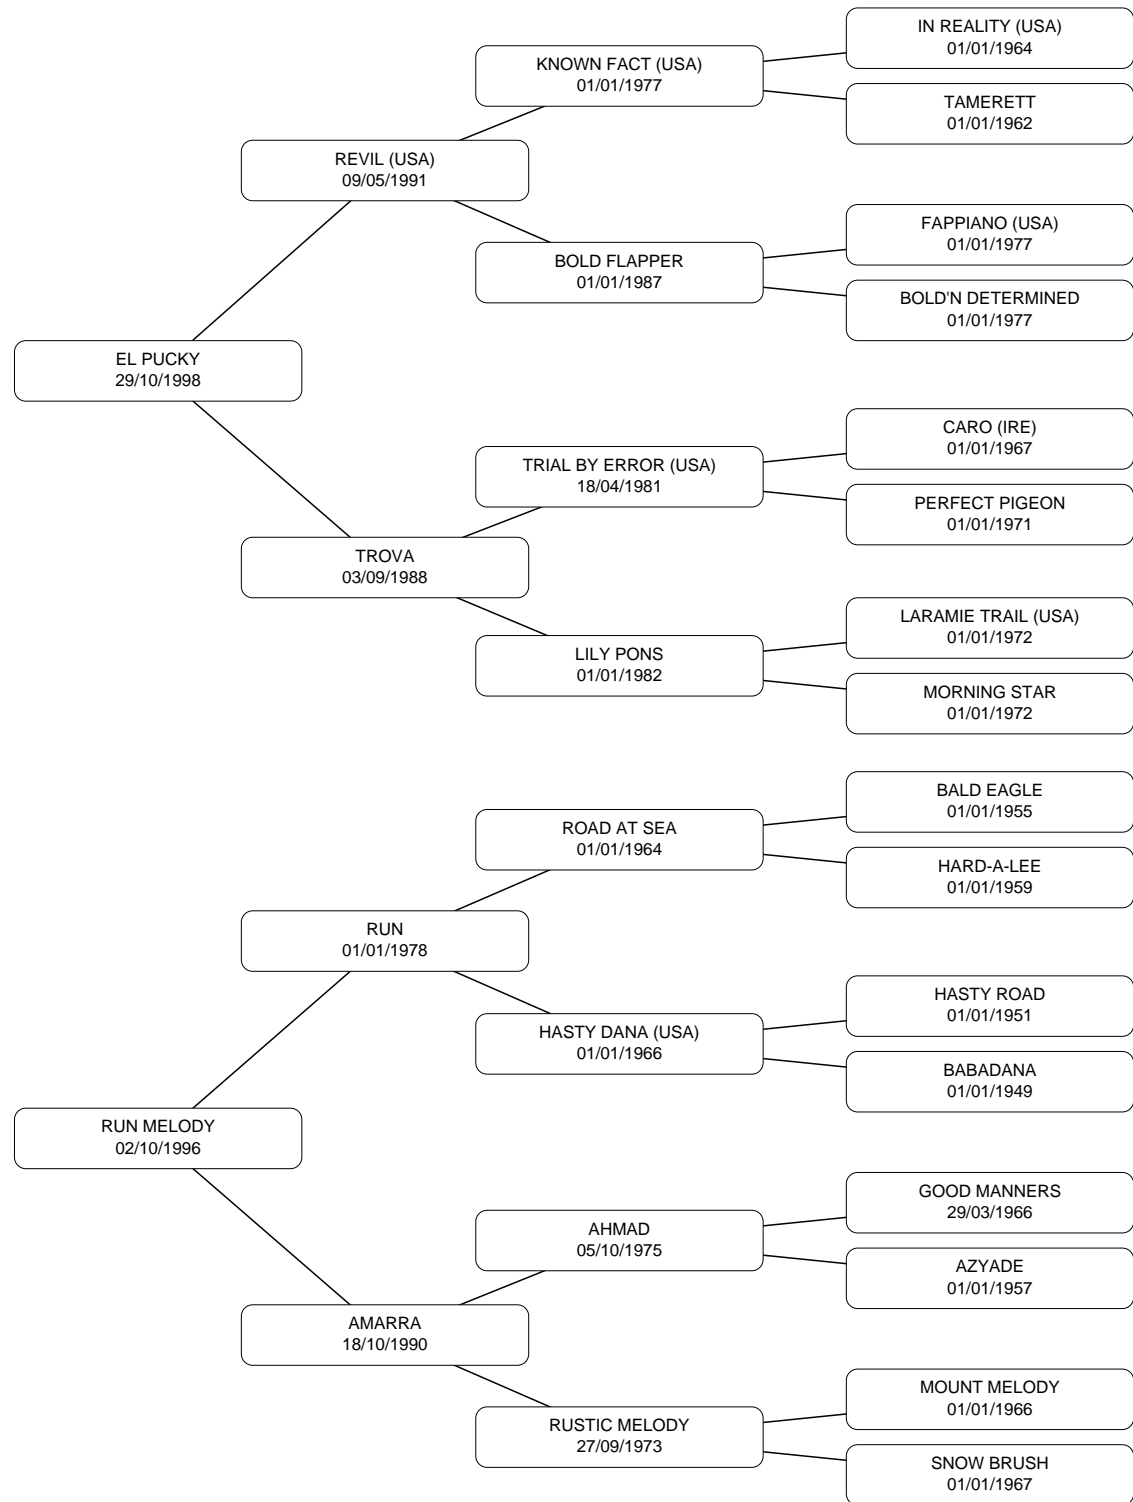 IN REALITY (USA)
01/01/1964
KNOWN FACT (USA)
01/01/1977
TAMERETT
01/01/1962
REVIL (USA)
09/05/1991
FAPPIANO (USA)
01/01/1977
BOLD FLAPPER
01/01/1987
BOLD'N DETERMINED
01/01/1977
EL PUCKY
29/10/1998
CARO (IRE)
01/01/1967
TRIAL BY ERROR (USA)
18/04/1981
PERFECT PIGEON
01/01/1971
TROVA
03/09/1988
LARAMIE TRAIL (USA)
01/01/1972
LILY PONS
01/01/1982
MORNING STAR
01/01/1972
BALD EAGLE
01/01/1955
ROAD AT SEA
01/01/1964
HARD-A-LEE
01/01/1959
RUN
01/01/1978
HASTY ROAD
01/01/1951
HASTY DANA (USA)
01/01/1966
BABADANA
01/01/1949
RUN MELODY
02/10/1996
GOOD MANNERS
29/03/1966
AHMAD
05/10/1975
AZYADE
01/01/1957
AMARRA
18/10/1990
MOUNT MELODY
01/01/1966
RUSTIC MELODY
27/09/1973
SNOW BRUSH
01/01/1967